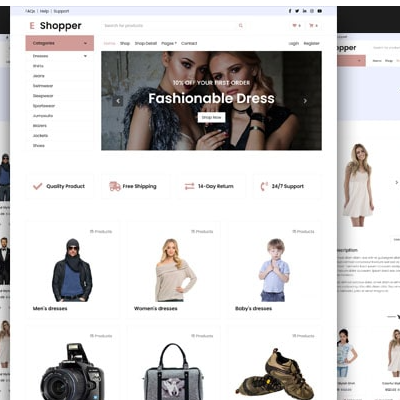 FAQs | Help | Support
E Shopper
Search for products
0
0
Categories
Home Shop Shop Detail Pages Contact
Login Register
Dresses
Shirts
Jeans
Swimwear
Sleepwear
Sportswear
Jumpsuits
Blazers
Jackets
Shoes
10% OFF YOUR FIRST ORDER
Fashionable Dress
Shop Now
Quality Product
Free Shipping
14-Day Return
24/7 Support
15 Products
15 Products
15 Products
Men's dresses
Women's dresses
Baby's dresses
15 Products
15 Products
15 Products